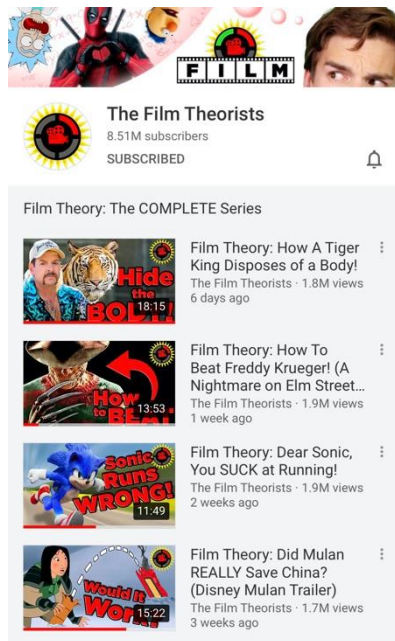 FILM
The Film Theorists
8.51M subscribers
SUBSCRIBED
Film Theory: The COMPLETE Series
Hide
the
BODY!
18:15
Film Theory: How A Tiger
King Disposes of a Body!
The Film Theorists · 1.8M views
6 days ago
How
to BEAT
13:53
Film Theory: How To
Beat Freddy Krueger! (A
Nightmare on Elm Street...
The Film Theorists · 1.9M views
1 week ago
Sonic
Runs
WRONG!
11:49
Film Theory: Dear Sonic,
You SUCK at Running!
The Film Theorists · 1.9M views
2 weeks ago
Would it
Work
15:22
Film Theory: Did Mulan
REALLY Save China?
(Disney Mulan Trailer)
The Film Theorists · 1.7M views
3 weeks ago